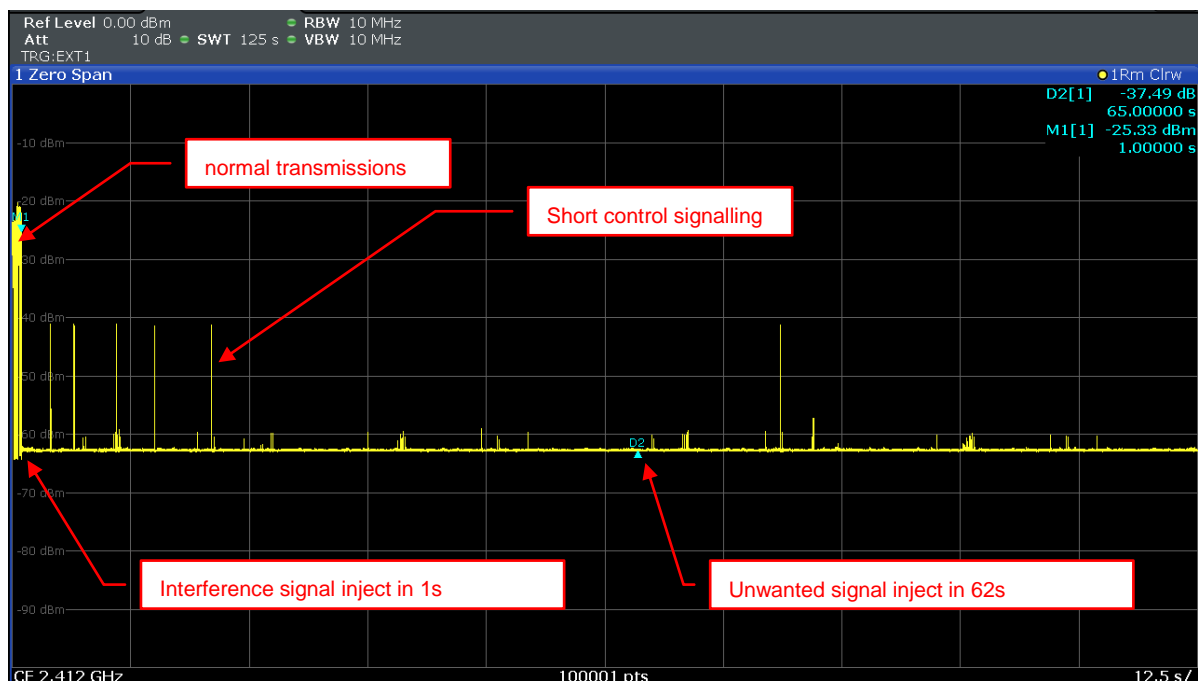 Ref Level 0.00 dBm RBW 10 MHz
Att 10 dB SWT 125 s VBW 10 MHz
TRG:EXT1
1 Zero Span 1Rm Clrw
D2[1] -37.49 dB
65.00000 s
M1[1] -25.33 dBm
1.00000 s
-10 dBm
normal transmissions
-20 dBm
M1
Short control signalling
-30 dBm
-40 dBm
-50 dBm
-60 dBm
D2
-70 dBm
-80 dBm
Interference signal inject in 1s
Unwanted signal inject in 62s
-90 dBm
CF 2.412 GHz 100001 pts 12.5 s/